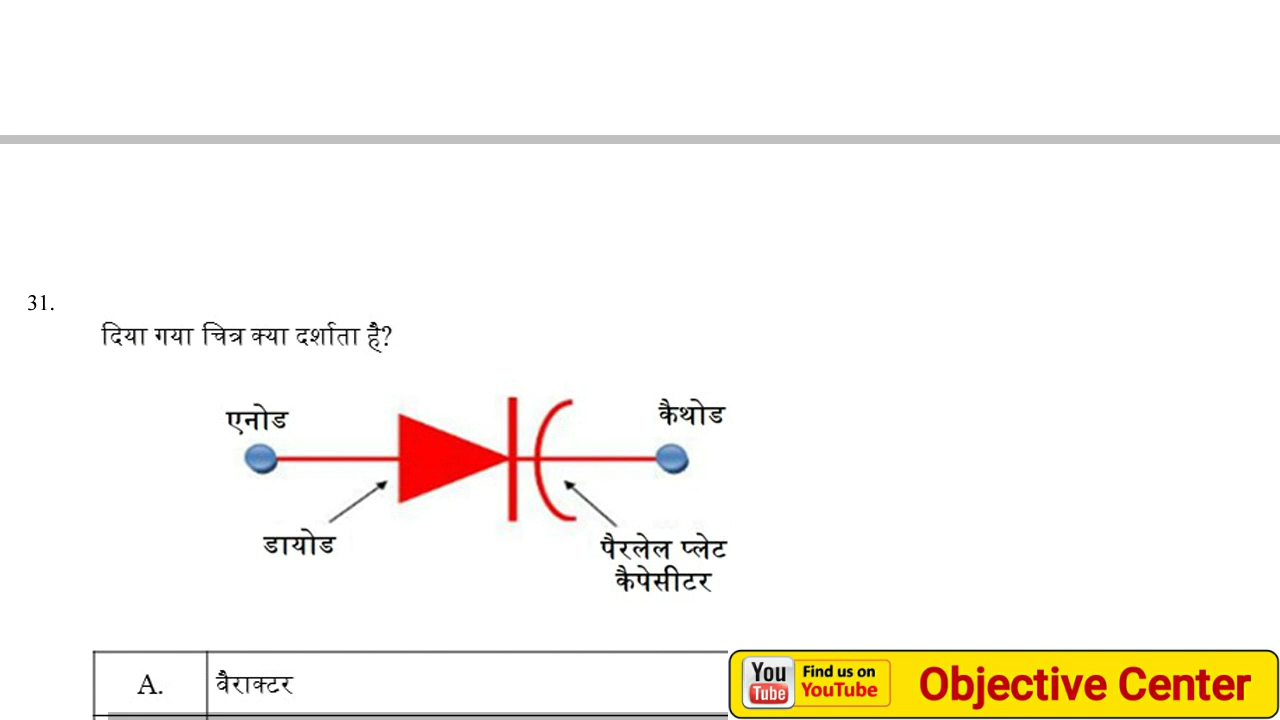 31.
दिया गया चित्र क्या दर्शाता है?
एनोड
कैथोड
डायोड
पैरलेल प्लेट
कैपेसीटर
A. वैराक्टर
You Tube Find us on YouTube Objective Center